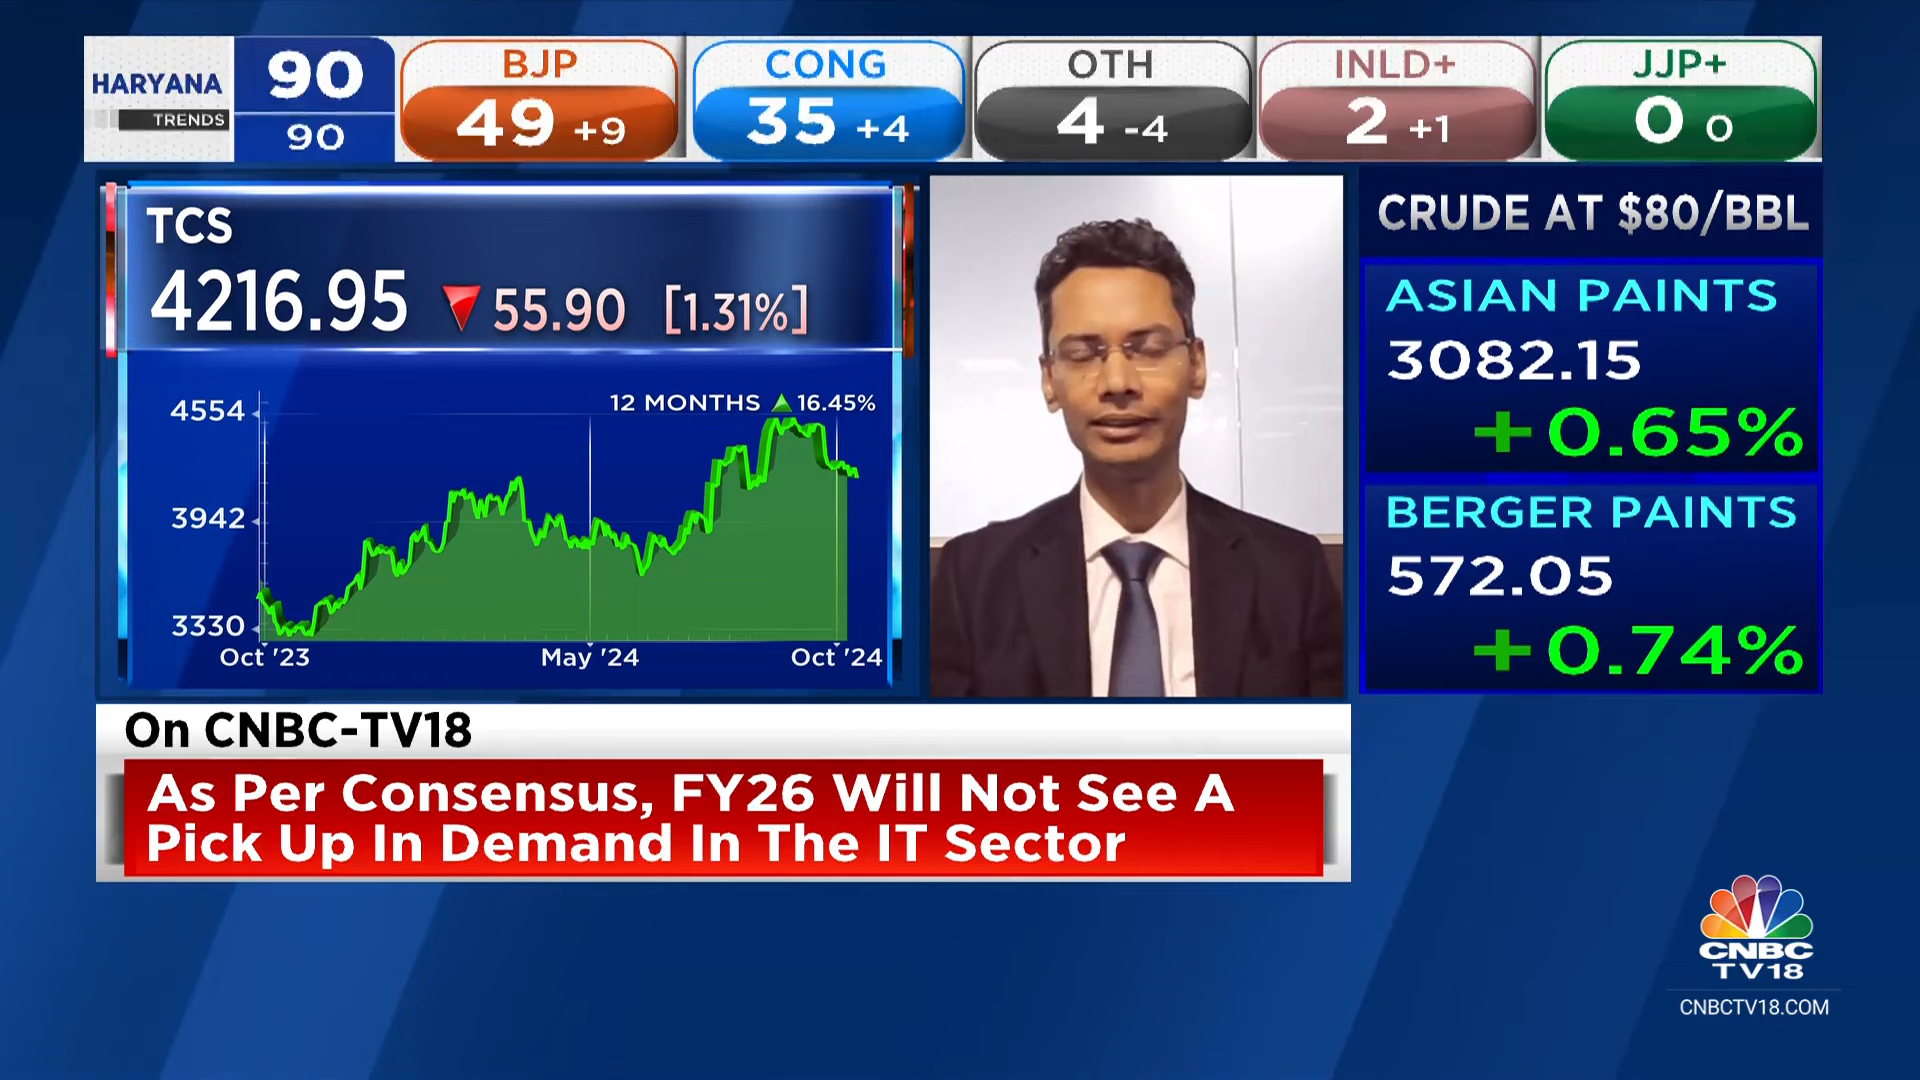 HARYANA
TRENDS
90
90
BJP
49 +9
CONG
35 +4
OTH
4 -4
INLD+
2 +1
JJP+
0 0
TCS
4216.95 ▼ 55.90 [1.31%]
12 MONTHS ▲ 16.45%
4554
3942
3330
Oct '23 May '24 Oct '24
CRUDE AT $80/BBL
ASIAN PAINTS
3082.15
+0.65%
BERGER PAINTS
572.05
+0.74%
On CNBC-TV18
As Per Consensus, FY26 Will Not See A
Pick Up In Demand In The IT Sector
CNBC
TV18
CNBCTV18.COM